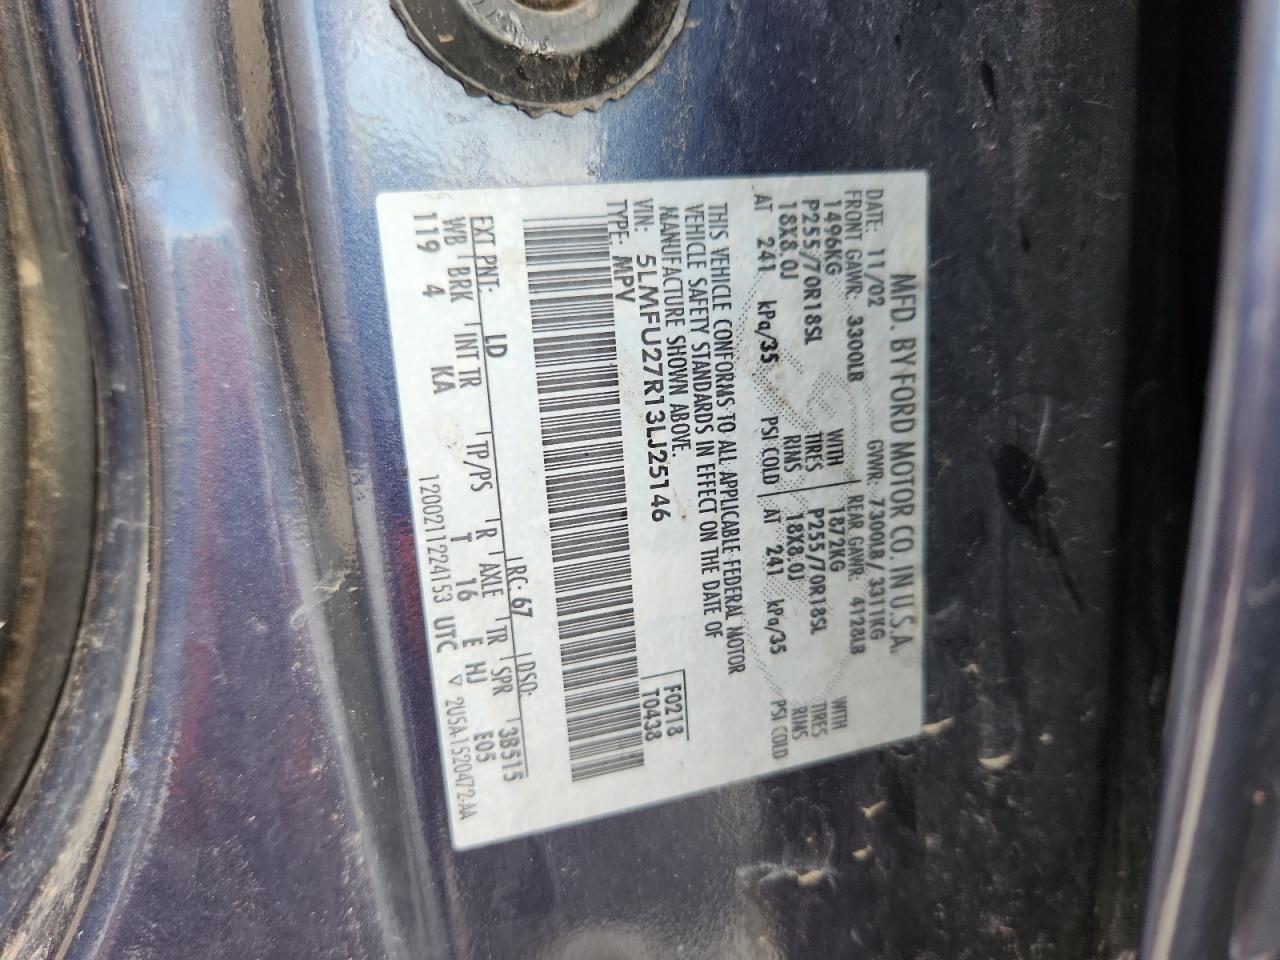 MFD. BY FORD MOTOR CO. IN U.S.A.
DATE: 11/02 GVWR: 7300LB/ 3311KG
FRONT GAWR: 3300LB REAR GAWR: 4128LB
1496KG WITH 1872KG WITH
P255/70R18SL TIRES P255/70R18SL TIRES
18X8.0J RIMS 18X8.0J RIMS
AT 241 kPa/35 PSI COLD AT 241 kPa/35 PSI COLD
THIS VEHICLE CONFORMS TO ALL APPLICABLE FEDERAL MOTOR
VEHICLE SAFETY STANDARDS IN EFFECT ON THE DATE OF
MANUFACTURE SHOWN ABOVE.
VIN: 5LMFU27R13LJ25146
TYPE: MPV
F0218
T0438
EXT PNT: LD RC: 67 DSO:
WB BRK INT TR TP/PS R AXLE TR SPR 3B515
119 4 KA T 16 E HJ E05
1200211224153 UTC ▽ 2U5A-1520472-AA